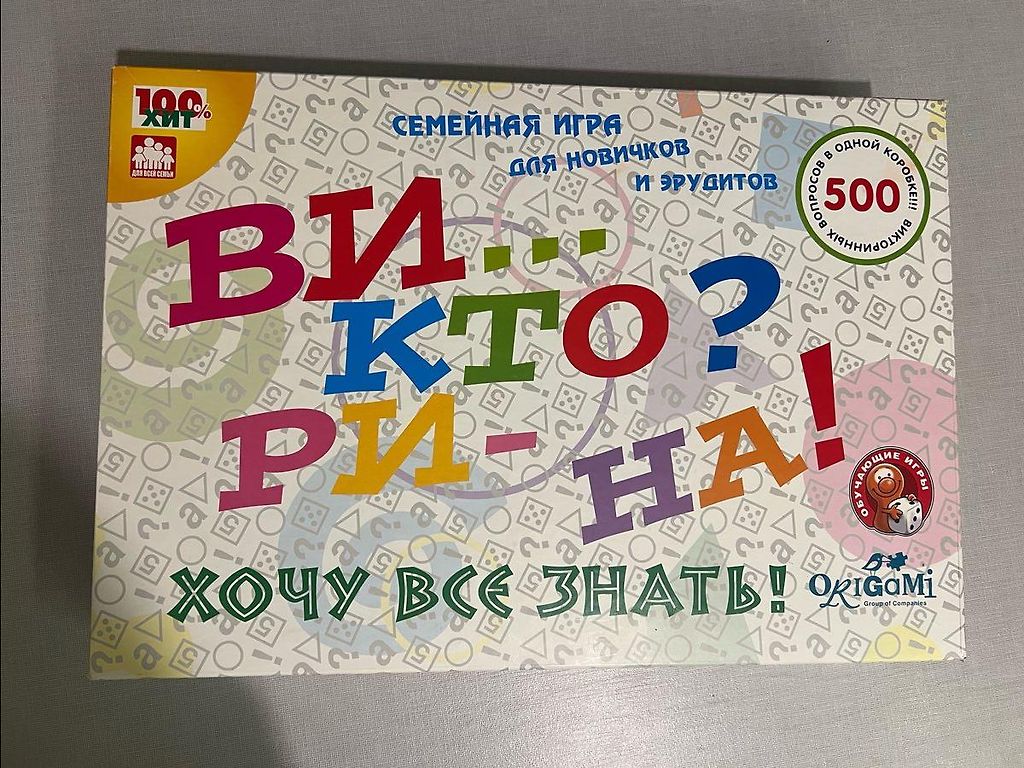 100%
ХИТ
ДЛЯ ВСЕЙ СЕМЬИ
СЕМЕЙНАЯ ИГРА
ДЛЯ НОВИЧКОВ
И ЭРУДИТОВ
500
ВИКТОРИННЫХ ВОПРОСОВ В ОДНОЙ КОРОБКЕ!!!
ВИ...
КТО?
РИ-
НА!
ОБУЧАЮЩИЕ ИГРЫ
ХОЧУ ВСЕ ЗНАТЬ!
ORIGAMI
Group of Companies